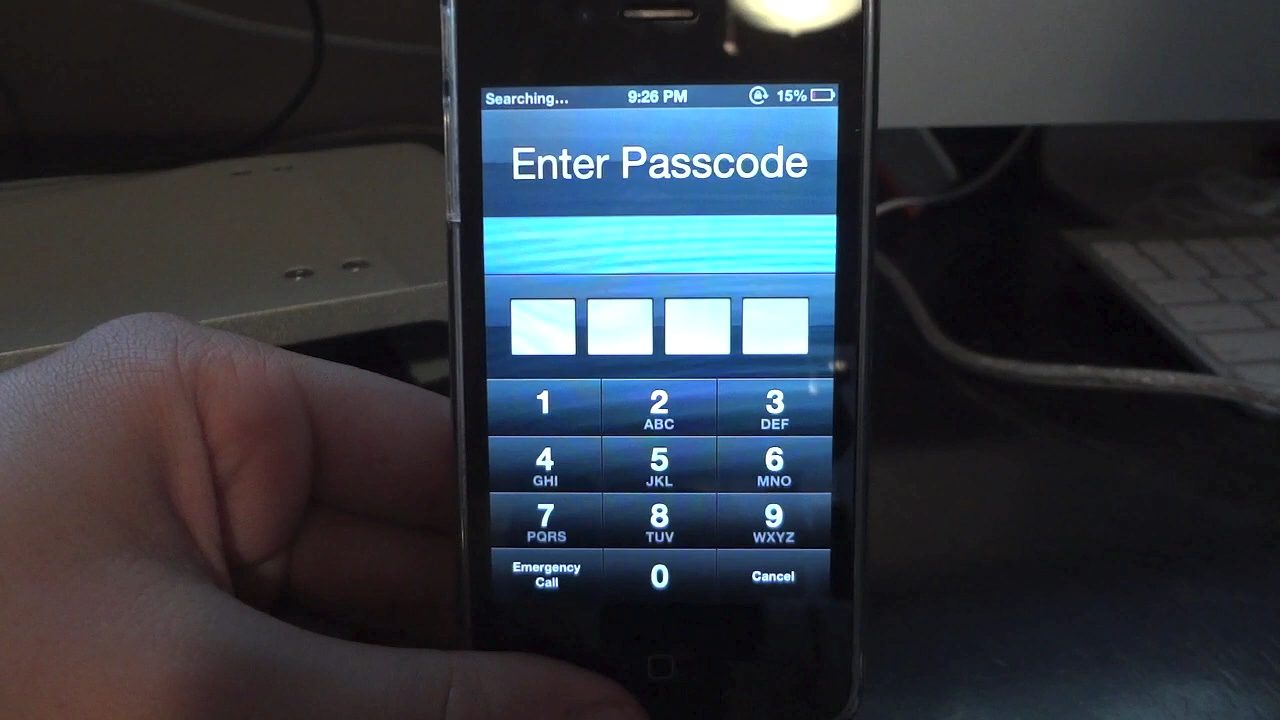 Searching... 9:26 PM 15%
Enter Passcode
1 2 3
ABC DEF
4 5 6
GHI JKL MNO
7 8 9
PQRS TUV WXYZ
Emergency
Call 0 Cancel